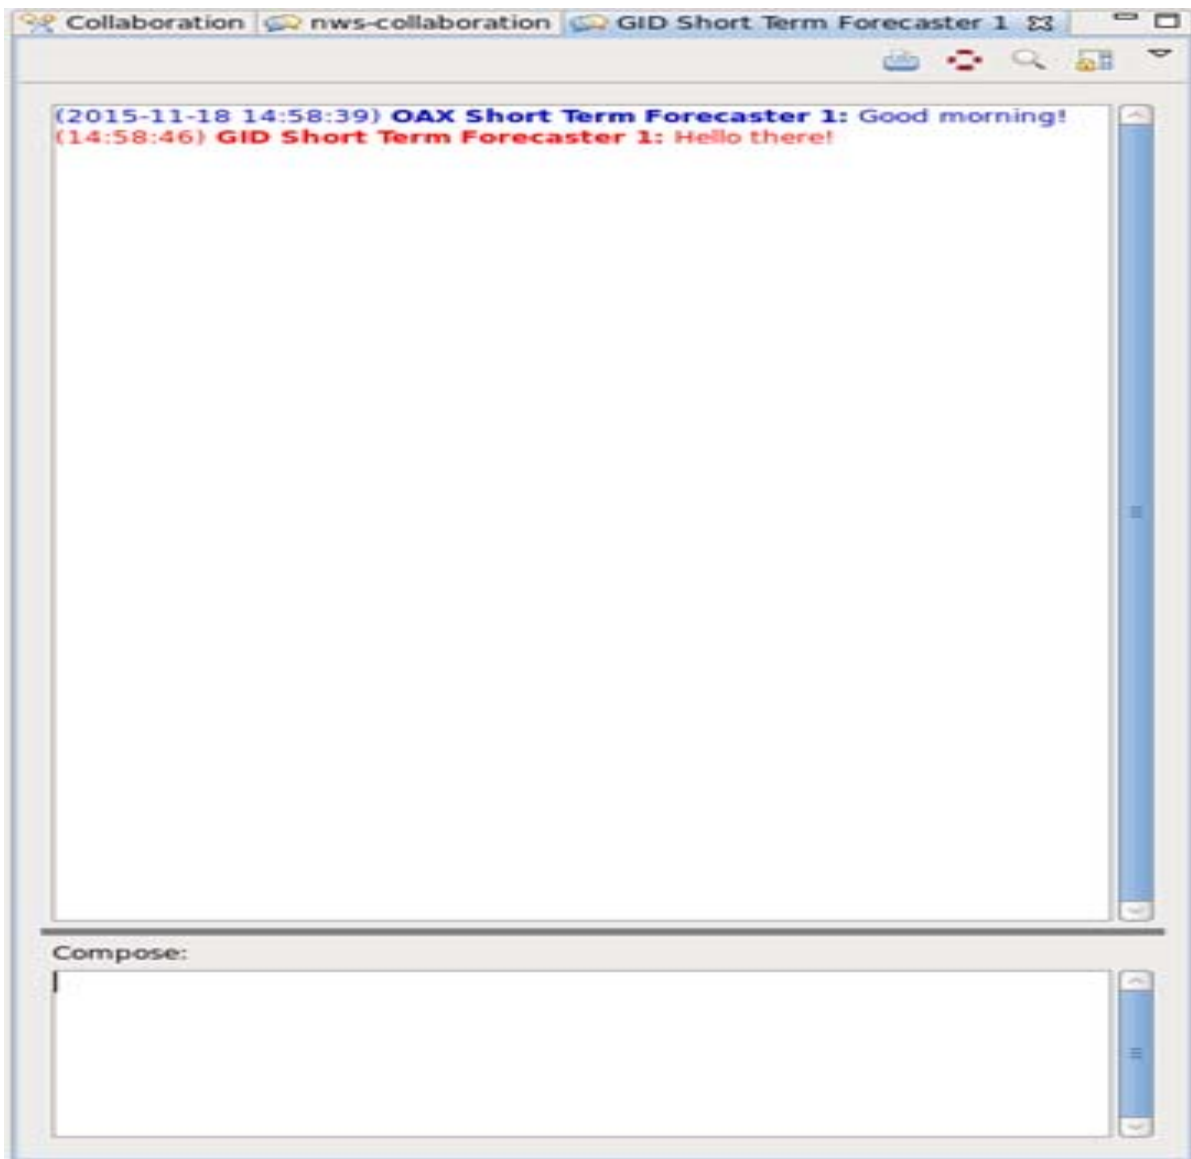 Collaboration nws-collaboration GID Short Term Forecaster 1
(2015-11-18 14:58:39) OAX Short Term Forecaster 1: Good morning!
(14:58:46) GID Short Term Forecaster 1: Hello there!
Compose: